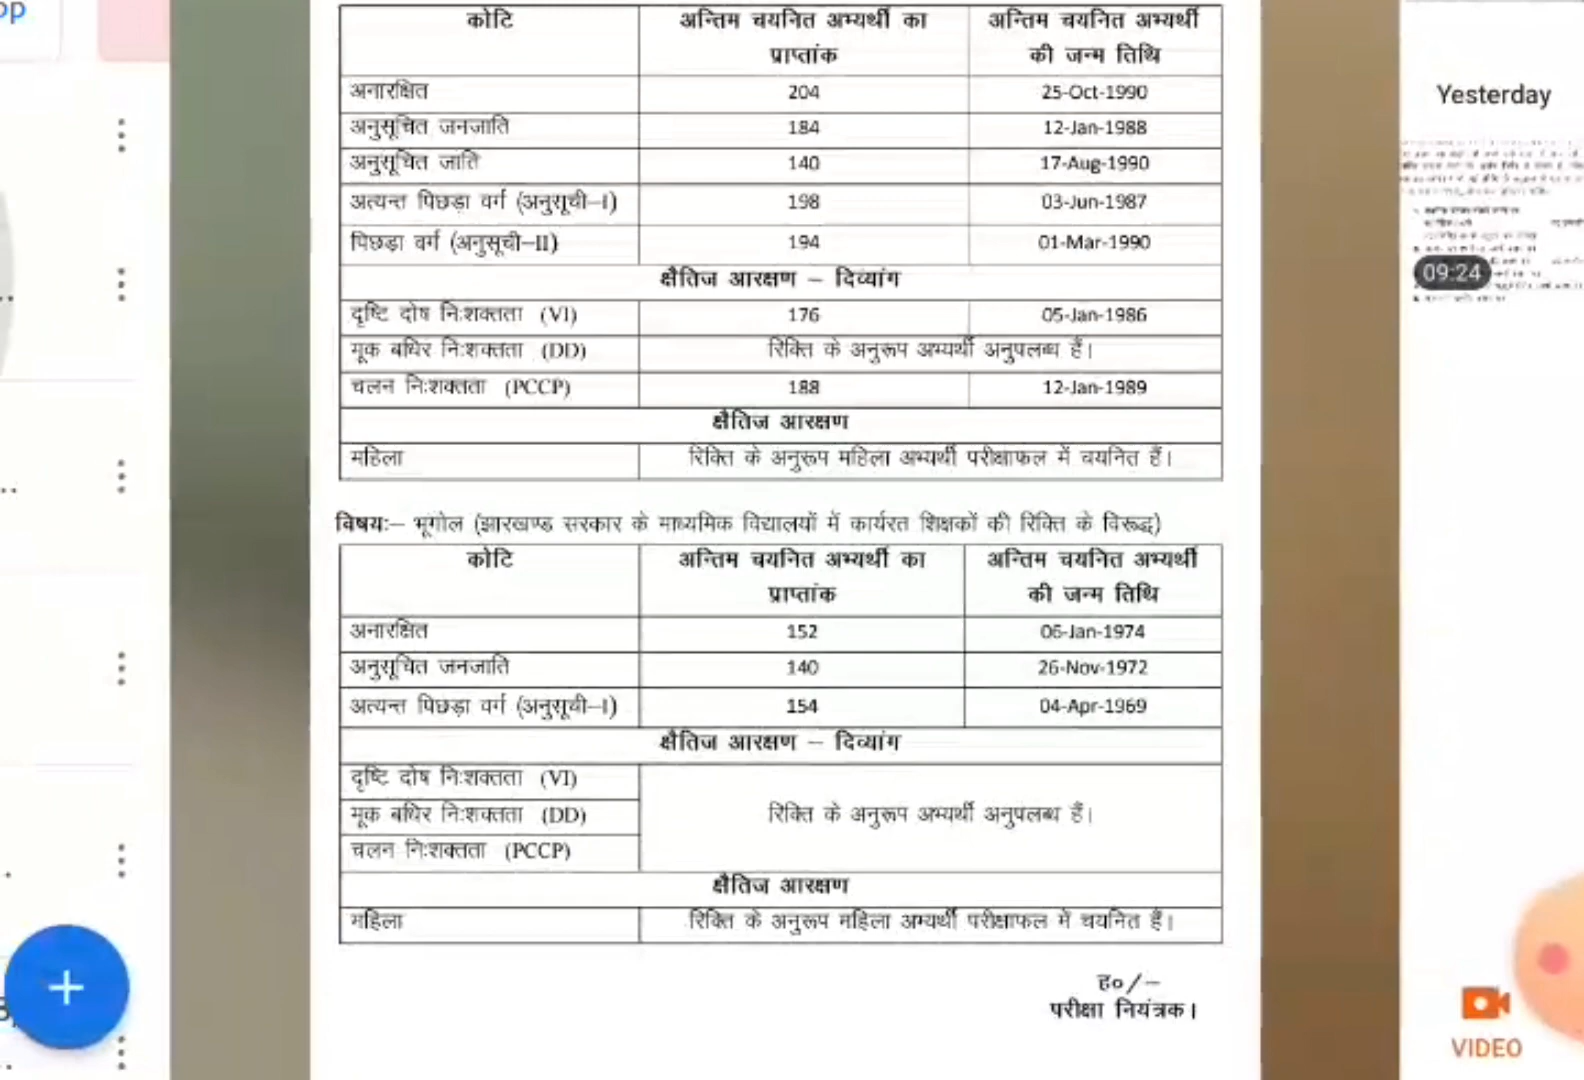 op
कोटि
अन्तिम चयनित अभ्यर्थी का प्राप्तांक
अन्तिम चयनित अभ्यर्थी की जन्म तिथि
अनारक्षित 204 25-Oct-1990
अनुसूचित जनजाति 184 12-Jan-1988
अनुसूचित जाति 140 17-Aug-1990
अत्यन्त पिछड़ा वर्ग (अनुसूची–I) 198 03-Jun-1987
पिछड़ा वर्ग (अनुसूची–II) 194 01-Mar-1990
क्षैतिज आरक्षण – दिव्यांग
दृष्टि दोष निःशक्तता (VI) 176 05-Jan-1986
मूक बधिर निःशक्तता (DD) रिक्ति के अनुरूप अभ्यर्थी अनुपलब्ध हैं।
चलन निःशक्तता (PCCP) 188 12-Jan-1989
क्षैतिज आरक्षण
महिला रिक्ति के अनुरूप महिला अभ्यर्थी परीक्षाफल में चयनित हैं।
विषयः– भूगोल (झारखण्ड सरकार के माध्यमिक विद्यालयों में कार्यरत शिक्षकों की रिक्ति के विरूद्ध)
कोटि
अन्तिम चयनित अभ्यर्थी का प्राप्तांक
अन्तिम चयनित अभ्यर्थी की जन्म तिथि
अनारक्षित 152 06-Jan-1974
अनुसूचित जनजाति 140 26-Nov-1972
अत्यन्त पिछड़ा वर्ग (अनुसूची–I) 154 04-Apr-1969
क्षैतिज आरक्षण – दिव्यांग
दृष्टि दोष निःशक्तता (VI)
मूक बधिर निःशक्तता (DD) रिक्ति के अनुरूप अभ्यर्थी अनुपलब्ध हैं।
चलन निःशक्तता (PCCP)
क्षैतिज आरक्षण
महिला रिक्ति के अनुरूप महिला अभ्यर्थी परीक्षाफल में चयनित हैं।
ह०/–
परीक्षा नियंत्रक।
Yesterday
09:24
VIDEO